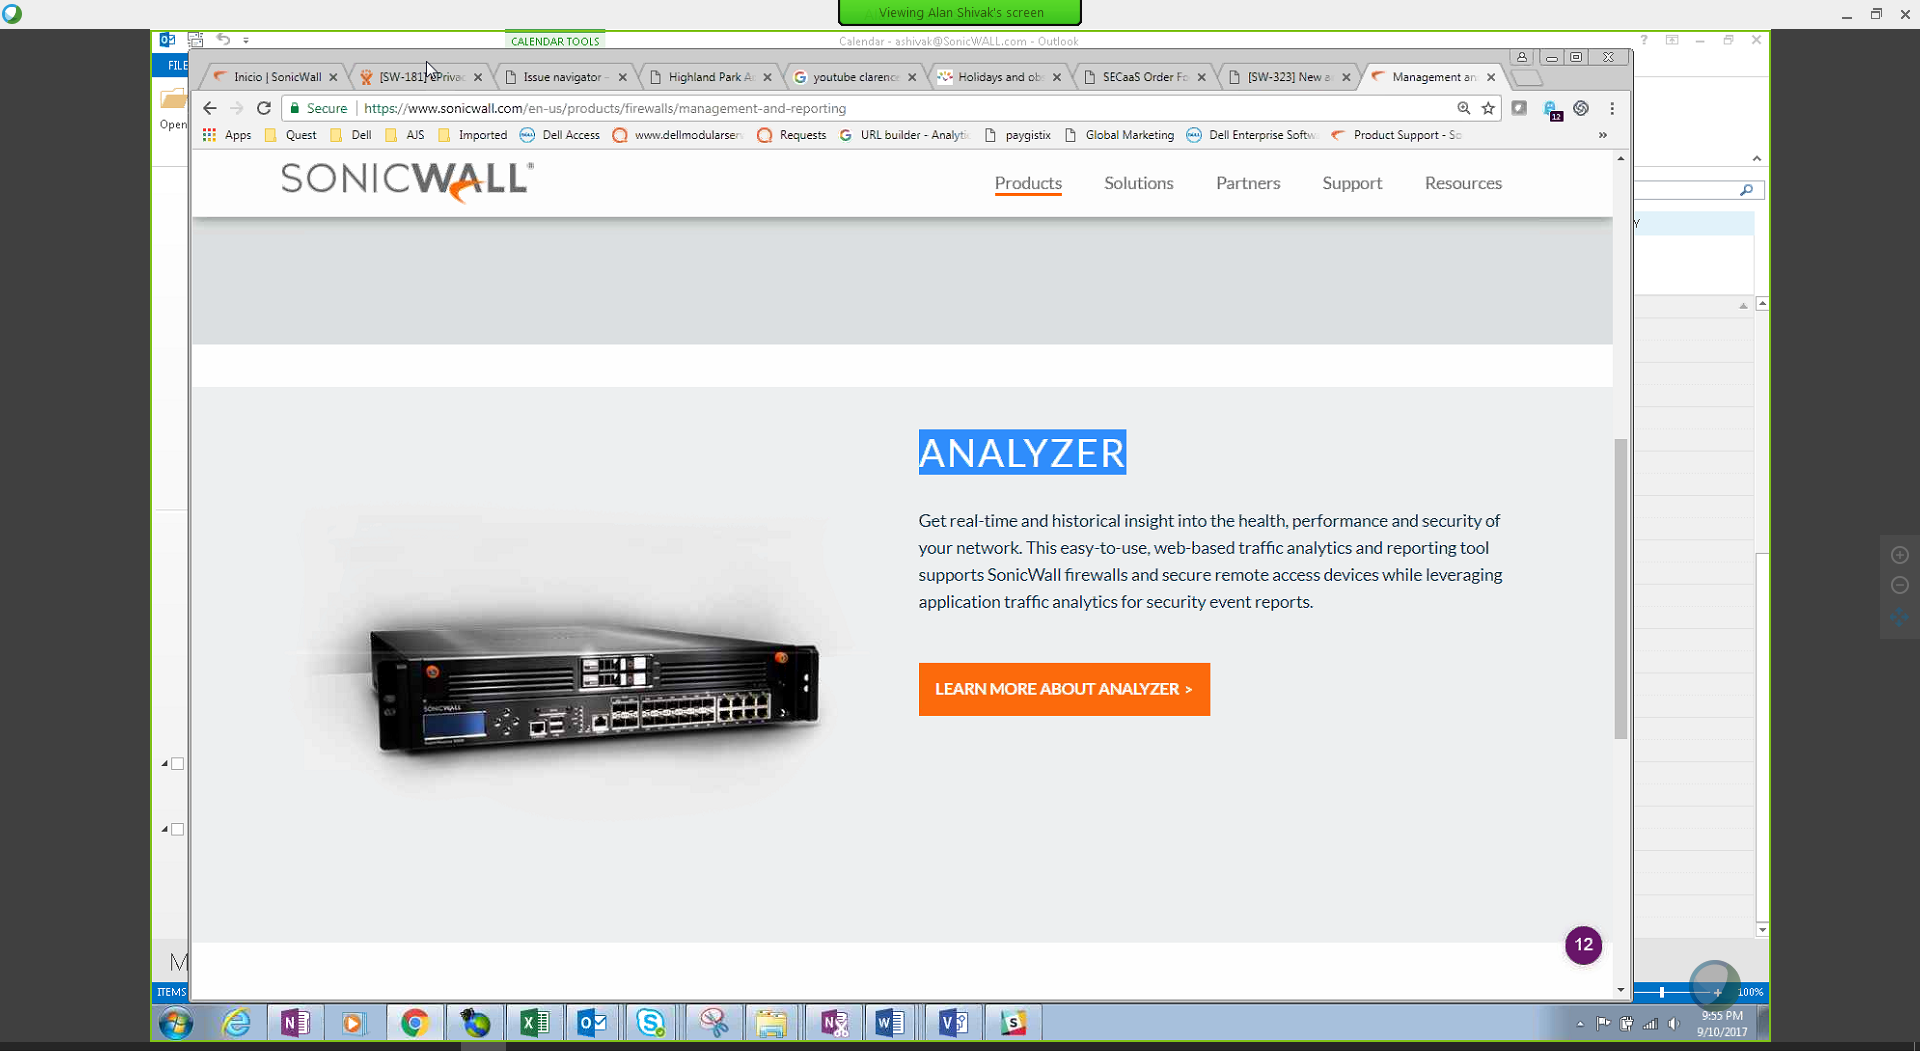 Viewing Alan Shivak's screen
CALENDAR TOOLS
Calendar - ashivak@SonicWALL.com - Outlook
FILE
Open
Inicio | SonicWall
[SW-181] ePrivac
Issue navigator -
Highland Park A
youtube clarence
Holidays and ob
SECaaS Order Fo
[SW-323] New a
Management an
Secure
https://www.sonicwall.com/en-us/products/firewalls/management-and-reporting
12
Apps
Quest
Dell
AJS
Imported
Dell Access
www.dellmodularserv
Requests
URL builder - Analyti
paygistix
Global Marketing
Dell Enterprise Softw
Product Support - So
»
SONICWALL®
Products
Solutions
Partners
Support
Resources
Y
ANALYZER
Get real-time and historical insight into the health, performance and security of
your network. This easy-to-use, web-based traffic analytics and reporting tool
supports SonicWall firewalls and secure remote access devices while leveraging
application traffic analytics for security event reports.
LEARN MORE ABOUT ANALYZER >
SONICWALL
12
M
ITEMS
100%
9:55 PM
9/10/2017